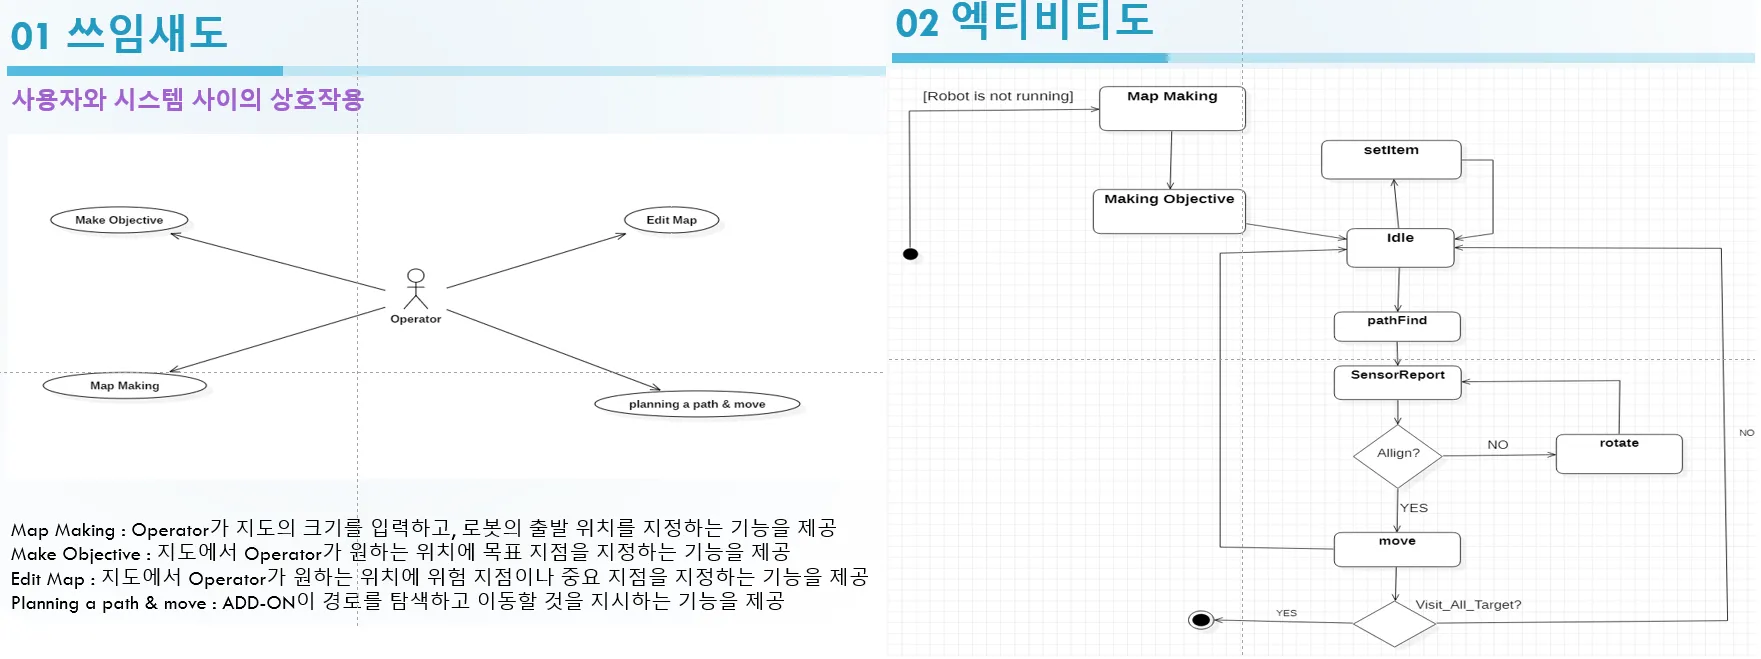 01 쓰임새도
사용자와 시스템 사이의 상호작용
Make Objective
Edit Map
Operator
Map Making
planning a path & move
Map Making : Operator가 지도의 크기를 입력하고, 로봇의 출발 위치를 지정하는 기능을 제공
Make Objective : 지도에서 Operator가 원하는 위치에 목표 지점을 지정하는 기능을 제공
Edit Map : 지도에서 Operator가 원하는 위치에 위험 지점이나 중요 지점을 지정하는 기능을 제공
Planning a path & move : ADD-ON이 경로를 탐색하고 이동할 것을 지시하는 기능을 제공
02 엑티비티도
[Robot is not running]
Map Making
setItem
Making Objective
Idle
pathFind
SensorReport
Allign?
NO
rotate
NO
YES
move
Visit_All_Target?
YES